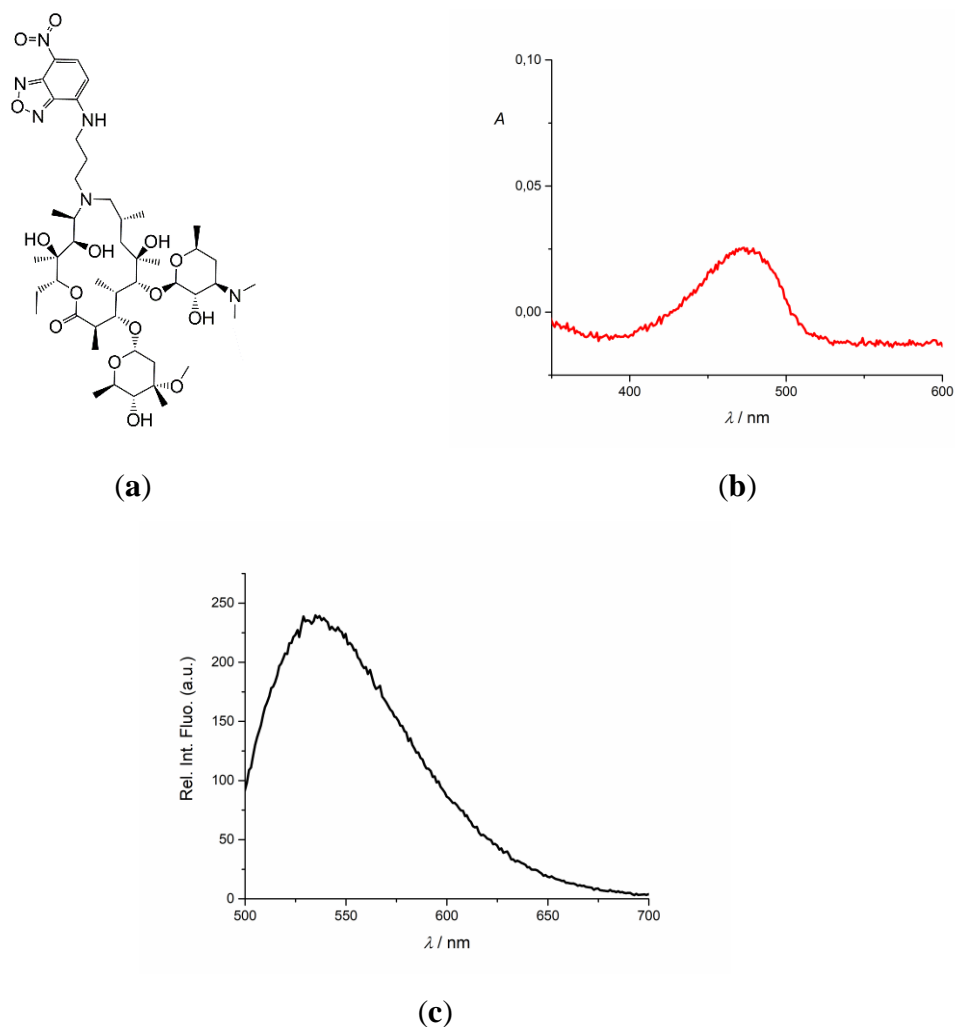 O
O=N
N
O
N
NH
N
HO
OH
OH
O
O
N
O
OH
O
O
O
O
OH
(a)
0,10
A
0,05
0,00
400 500 600
λ / nm
(b)
250
200
150
100
50
0
Rel. Int. Fluo. (a.u.)
500 550 600 650 700
λ / nm
(c)